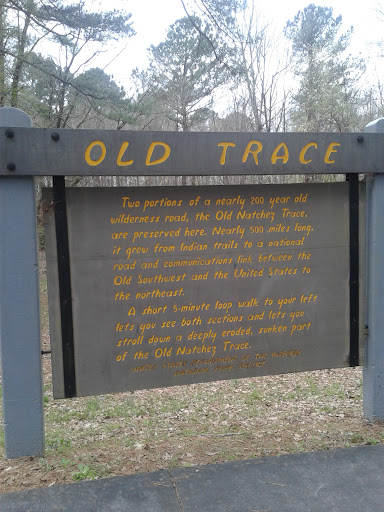 OLD TRACE
Two portions of a nearly 200 year old
wilderness road, the Old Natchez Trace,
are preserved here. Nearly 500 miles long,
it grew from Indian trails to a national
road and communications link between the
Old Southwest and the United States to
the northeast.
A short 5-minute loop walk to your left
lets you see both sections and lets you
stroll down a deeply eroded, sunken part
of the Old Natchez Trace.